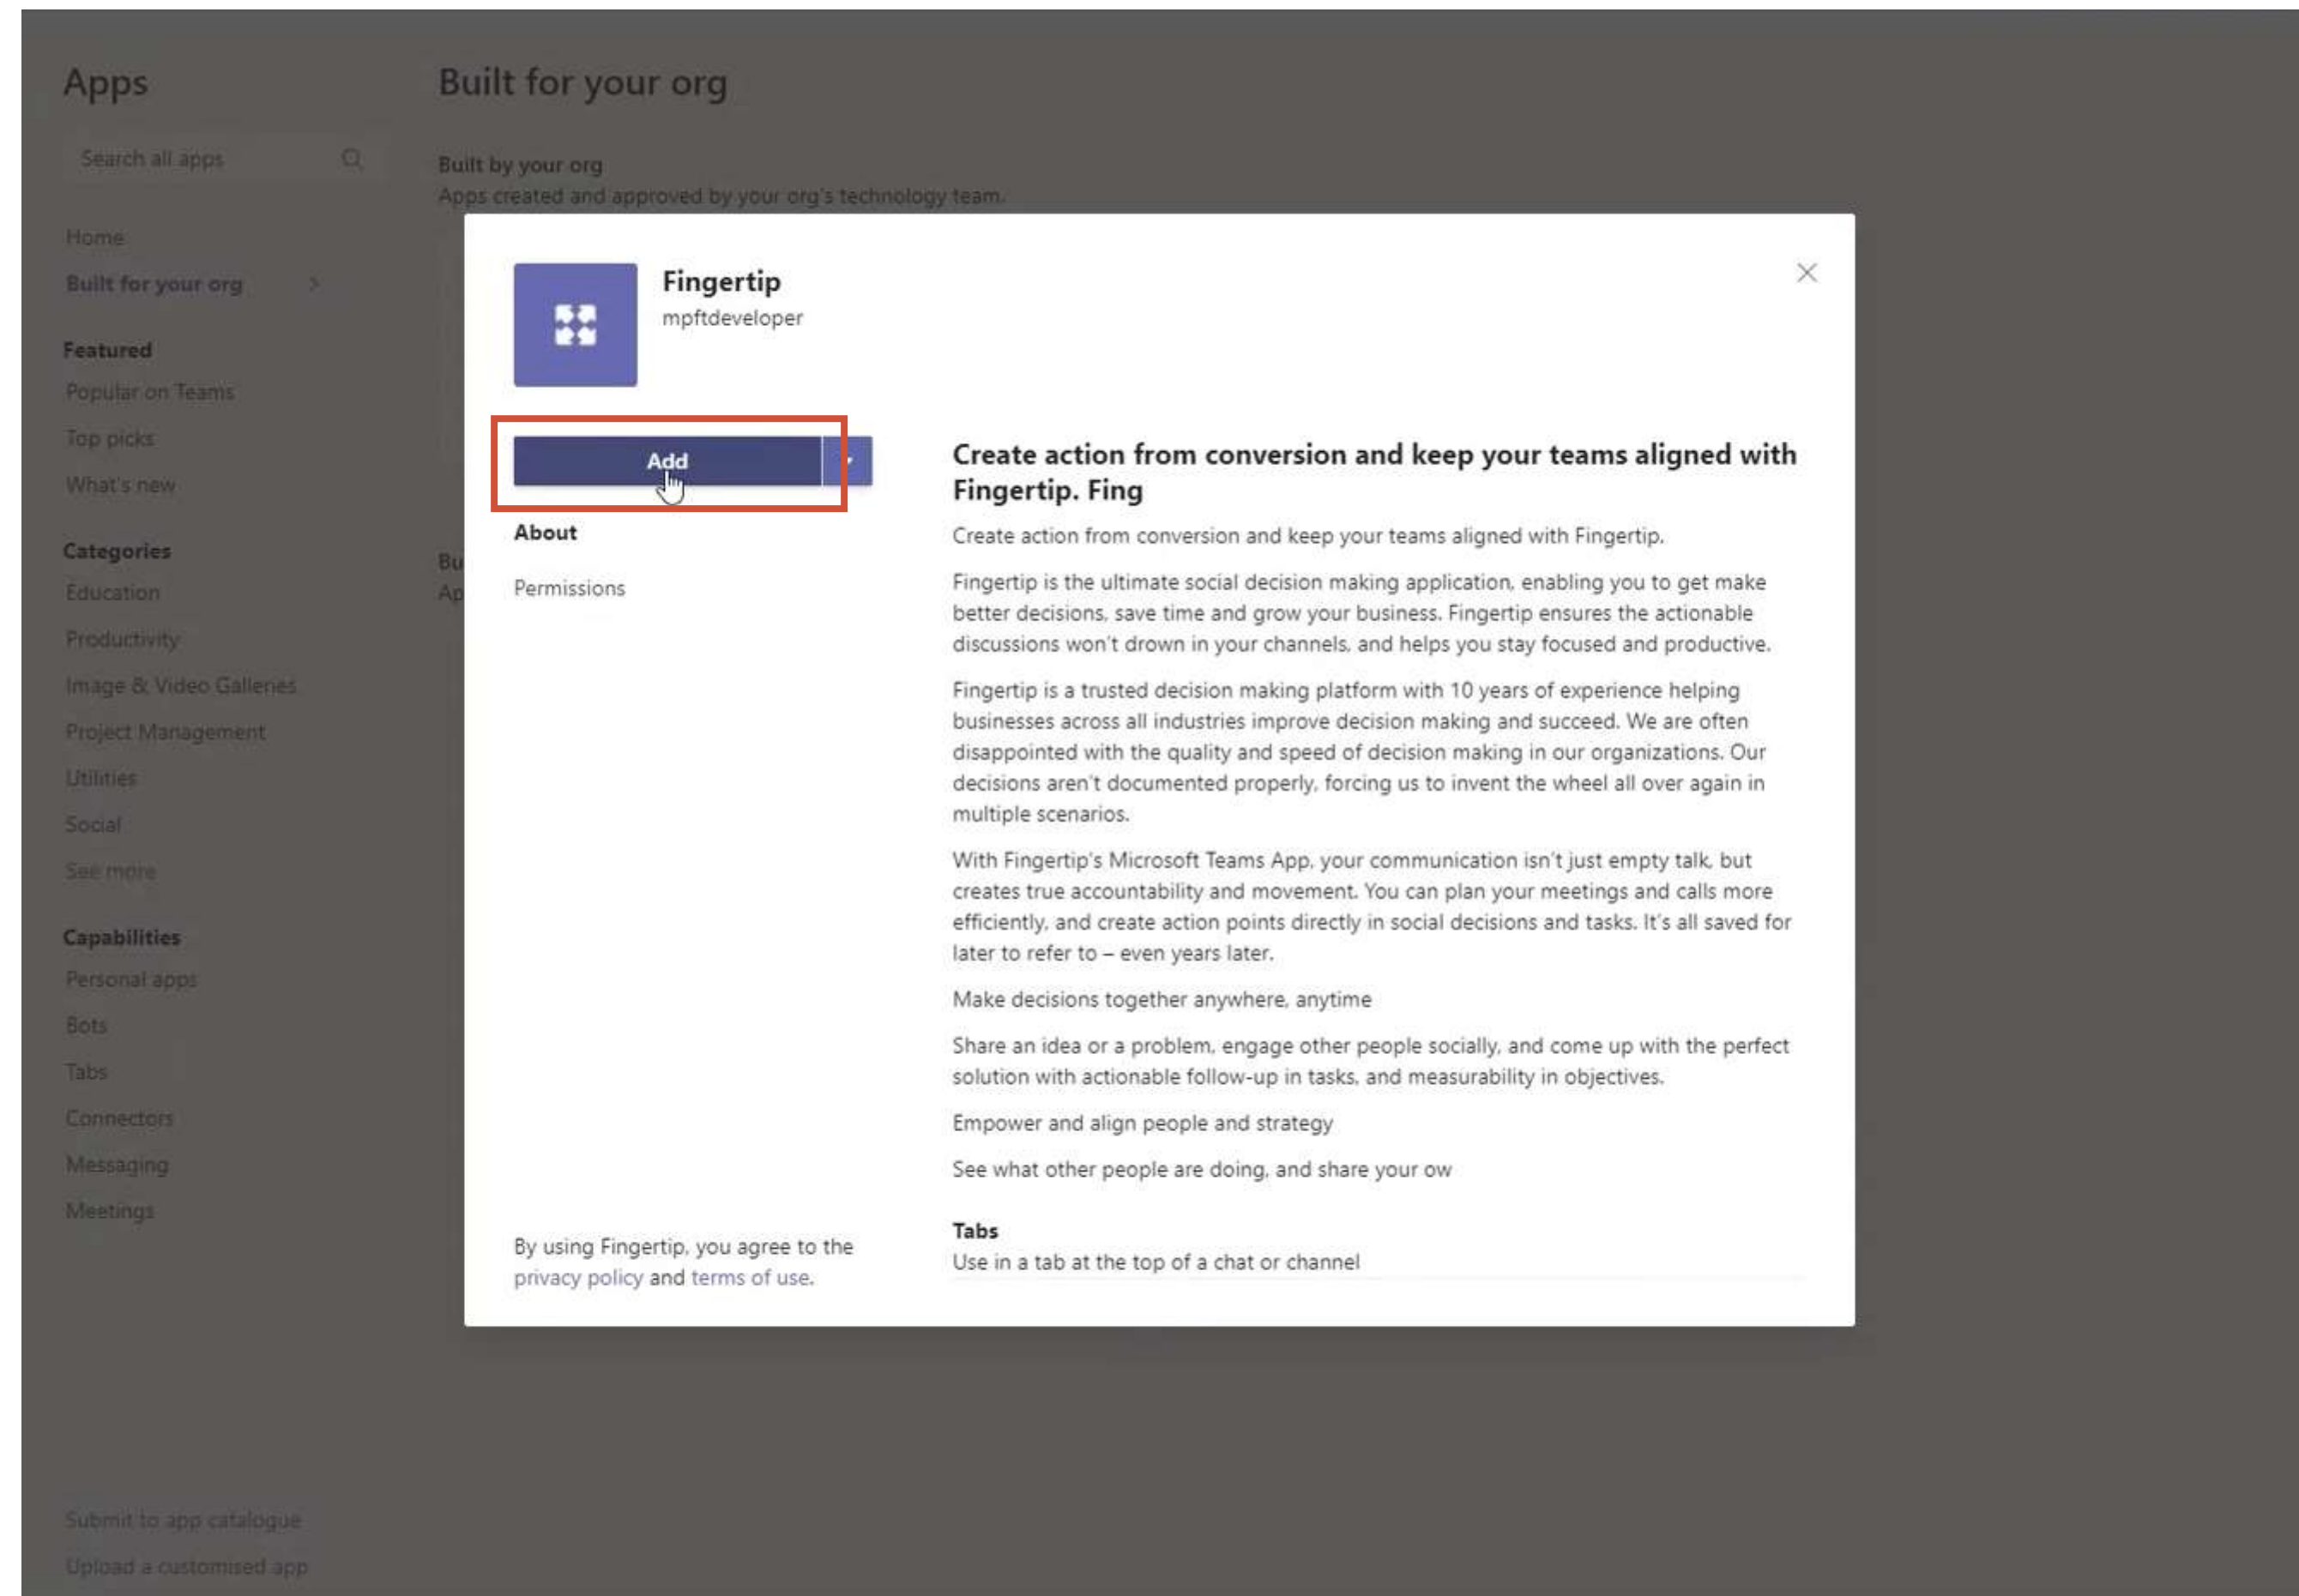 Apps
Built for your org
Search all apps
Built by your org
Apps created and approved by your org's technology team.
Home
Built for your org
Featured
Popular on Teams
Top picks
What's new
Categories
Education
Productivity
Image & Video Galleries
Project Management
Utilities
Social
See more
Capabilities
Personal apps
Bots
Tabs
Connectors
Messaging
Meetings
Submit to app catalogue
Upload a customised app
Bu
Ap
Fingertip
mpftdeveloper
Add
About
Permissions
By using Fingertip, you agree to the
privacy policy and terms of use.
Create action from conversion and keep your teams aligned with
Fingertip. Fing
Create action from conversion and keep your teams aligned with Fingertip.
Fingertip is the ultimate social decision making application, enabling you to get make
better decisions, save time and grow your business. Fingertip ensures the actionable
discussions won't drown in your channels, and helps you stay focused and productive.
Fingertip is a trusted decision making platform with 10 years of experience helping
businesses across all industries improve decision making and succeed. We are often
disappointed with the quality and speed of decision making in our organizations. Our
decisions aren't documented properly, forcing us to invent the wheel all over again in
multiple scenarios.
With Fingertip's Microsoft Teams App, your communication isn't just empty talk, but
creates true accountability and movement. You can plan your meetings and calls more
efficiently, and create action points directly in social decisions and tasks. It's all saved for
later to refer to – even years later.
Make decisions together anywhere, anytime
Share an idea or a problem, engage other people socially, and come up with the perfect
solution with actionable follow-up in tasks, and measurability in objectives.
Empower and align people and strategy
See what other people are doing, and share your ow
Tabs
Use in a tab at the top of a chat or channel